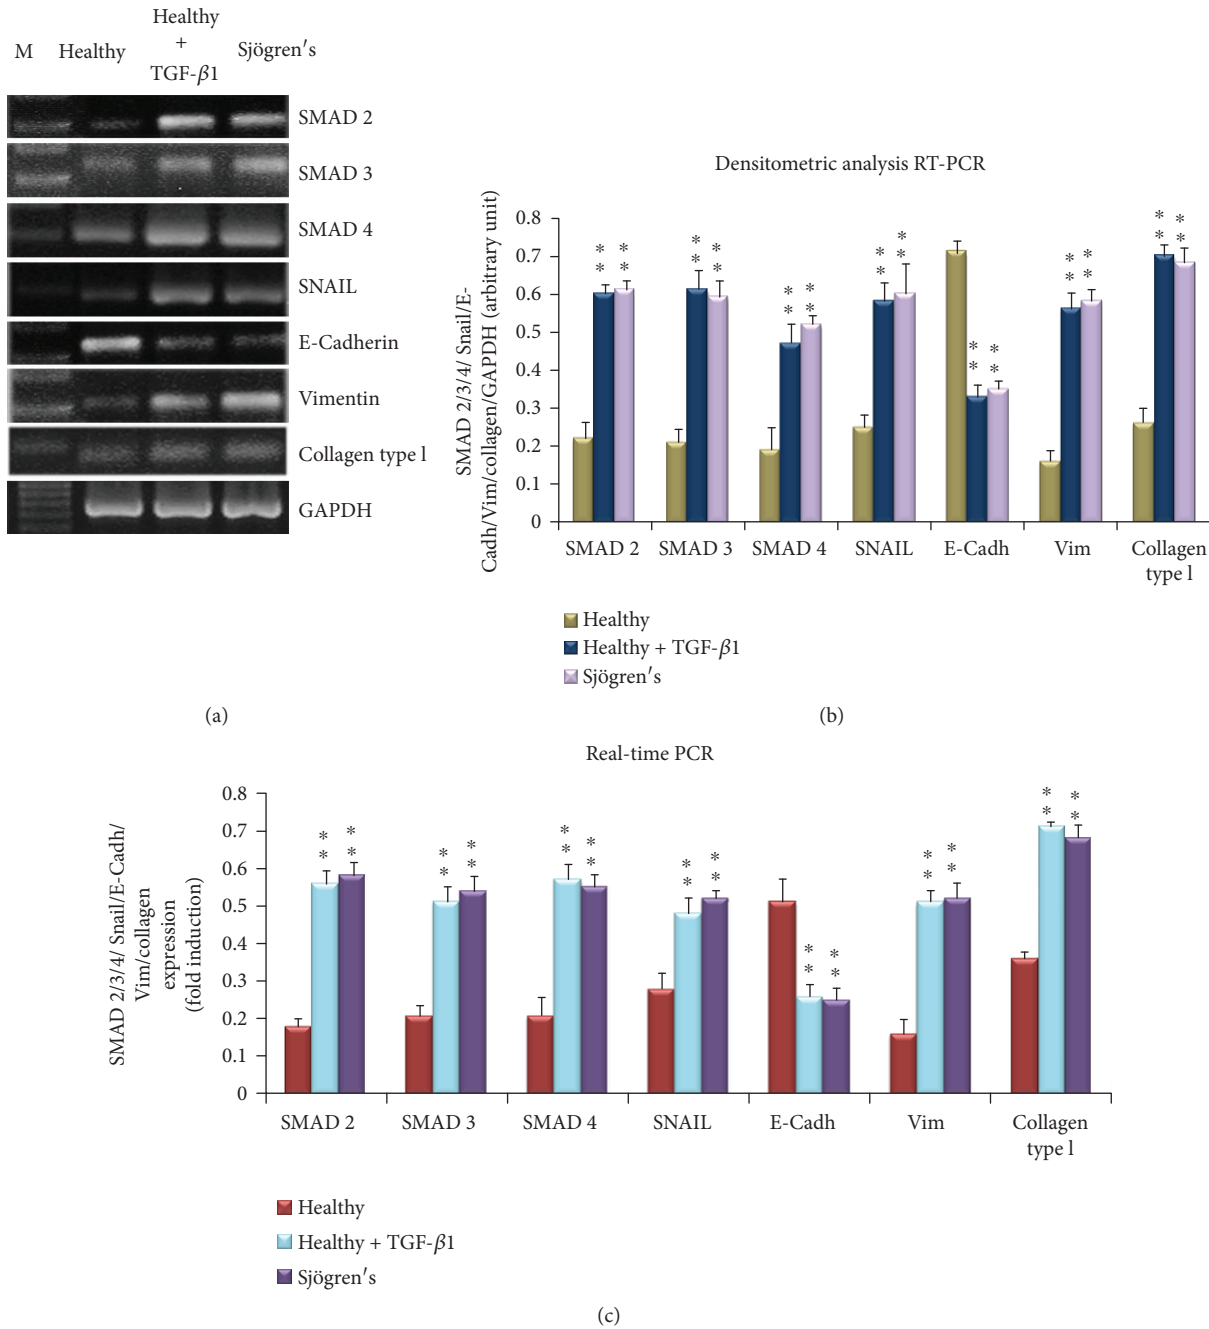 M
Healthy
Healthy
+
TGF-β1
Sjögren's
SMAD 2
SMAD 3
SMAD 4
SNAIL
E-Cadherin
Vimentin
Collagen type l
GAPDH
(a)
Densitometric analysis RT-PCR
SMAD 2/3/4/ Snail/E-
Cadh/Vim/collagen/GAPDH (arbitrary unit)
0.8
0.7
0.6
0.5
0.4
0.3
0.2
0.1
0
** ** ** ** ** ** ** ** ** ** ** ** ** **
SMAD 2 SMAD 3 SMAD 4 SNAIL E-Cadh Vim Collagen
type l
Healthy
Healthy + TGF-β1
Sjögren's
(b)
Real-time PCR
SMAD 2/3/4/ Snail/E-Cadh/
Vim/collagen
expression
(fold induction)
0.8
0.7
0.6
0.5
0.4
0.3
0.2
0.1
0
** ** ** ** ** ** ** ** ** ** ** ** ** **
SMAD 2 SMAD 3 SMAD 4 SNAIL E-Cadh Vim Collagen
type l
Healthy
Healthy + TGF-β1
Sjögren's
(c)